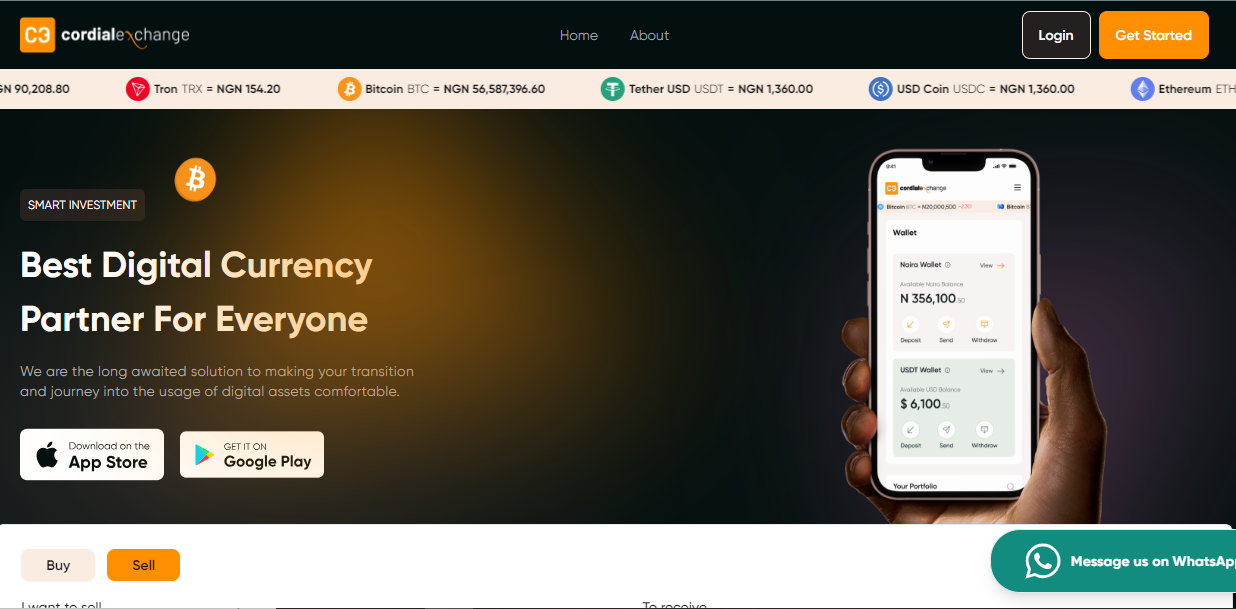 C3 cordialexchange
Home
About
Login
Get Started
GN 90,208.80
Tron TRX = NGN 154.20
Bitcoin BTC = NGN 56,587,396.60
Tether USD USDT = NGN 1,360.00
USD Coin USDC = NGN 1,360.00
Ethereum ETH
SMART INVESTMENT
Best Digital Currency
Partner For Everyone
We are the long awaited solution to making your transition
and journey into the usage of digital assets comfortable.
Download on the
App Store
GET IT ON
Google Play
9:41
C3 cordialexchange
Bitcoin BTC = N20,000,500 -2.30
Bitcoin
Wallet
Naira Wallet
View
Available Naira Balance
N 356,100.50
Deposit
Send
Withdraw
USDT Wallet
View
Available USD Balance
$ 6,100.50
Deposit
Send
Withdraw
Your Portfolio
Buy
Sell
Message us on WhatsApp
I want to sell
To receive